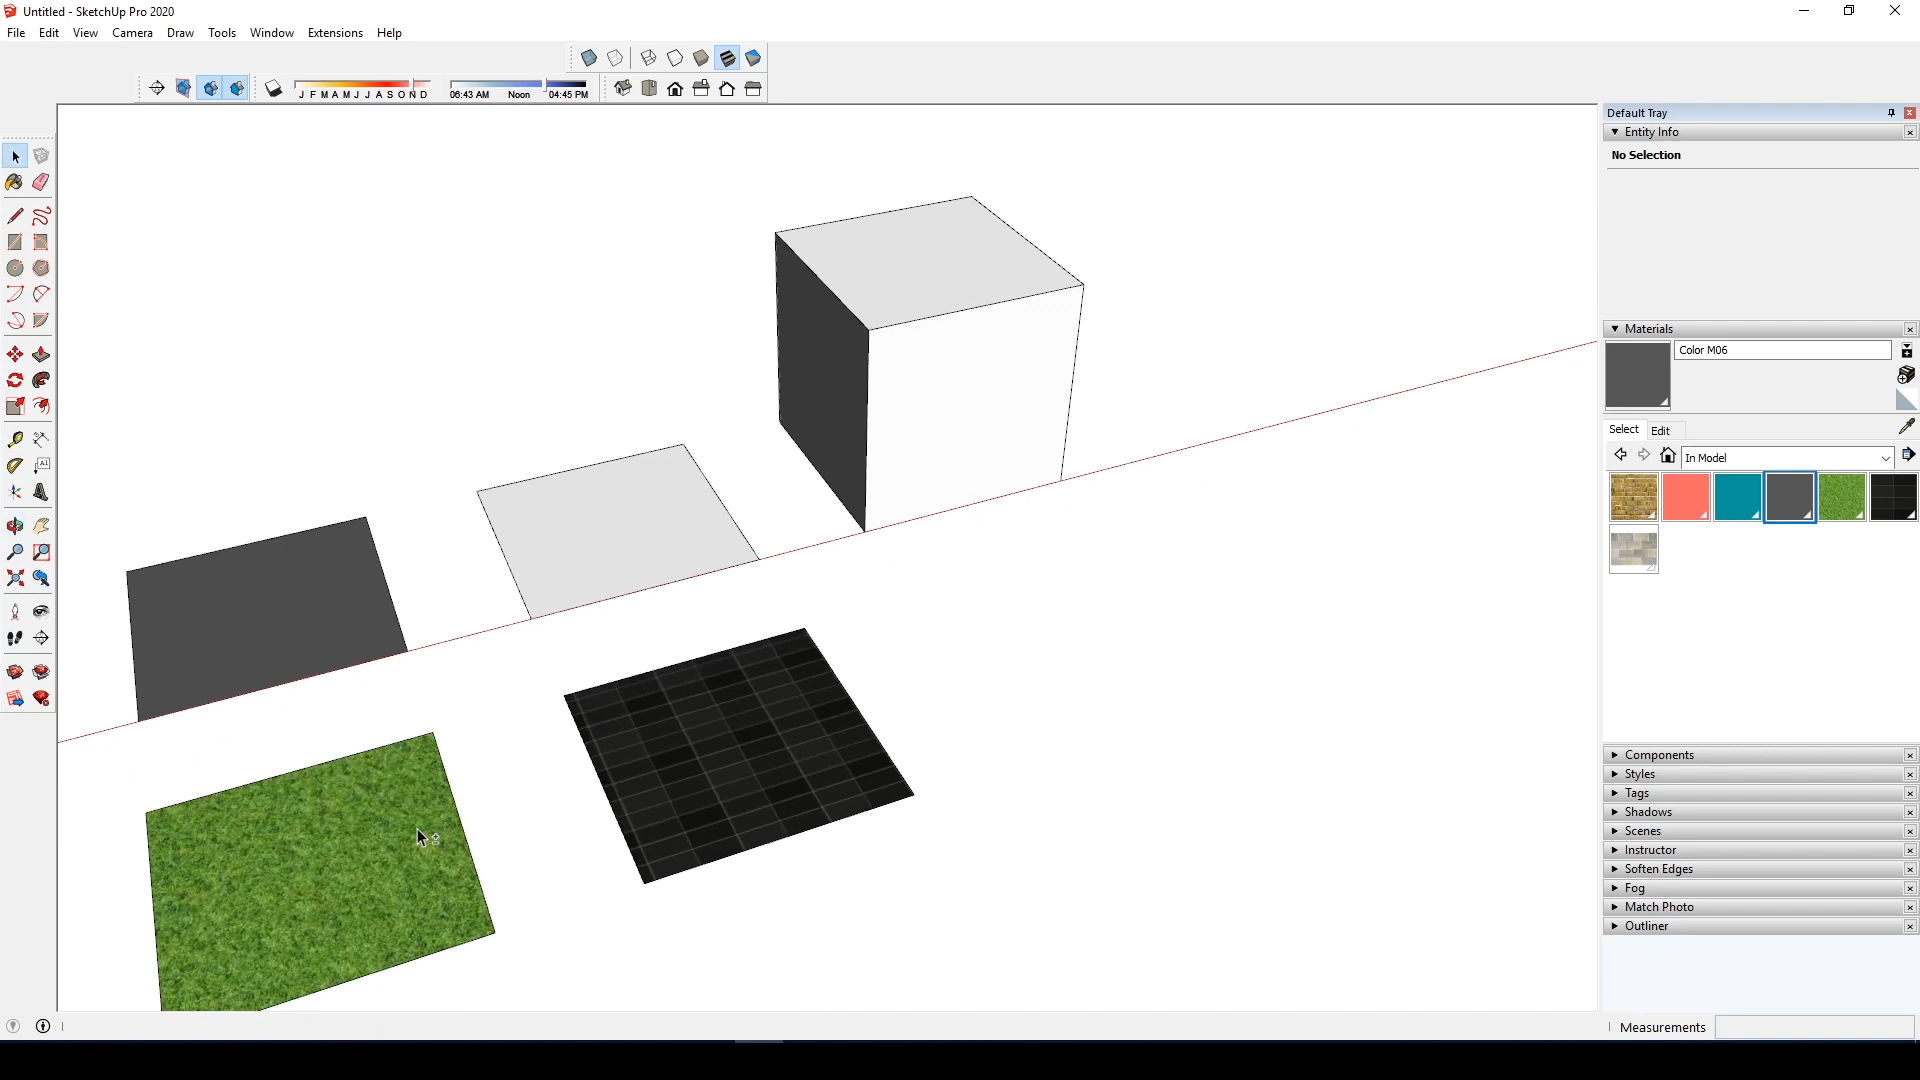 Untitled - SketchUp Pro 2020
File Edit View Camera Draw Tools Window Extensions Help
J F M A M J J A S O N D 06:43 AM Noon 04:45 PM
Default Tray
Entity Info
No Selection
Materials
Color M06
Select Edit
In Model
A1
Components
Styles
Tags
Shadows
Scenes
Instructor
Soften Edges
Fog
Match Photo
Outliner
Measurements